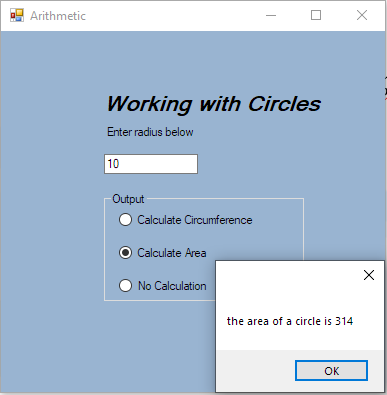 Arithmetic
Working with Circles
Enter radius below
10
Output
Calculate Circumference
Calculate Area
No Calculation
the area of a circle is 314
OK